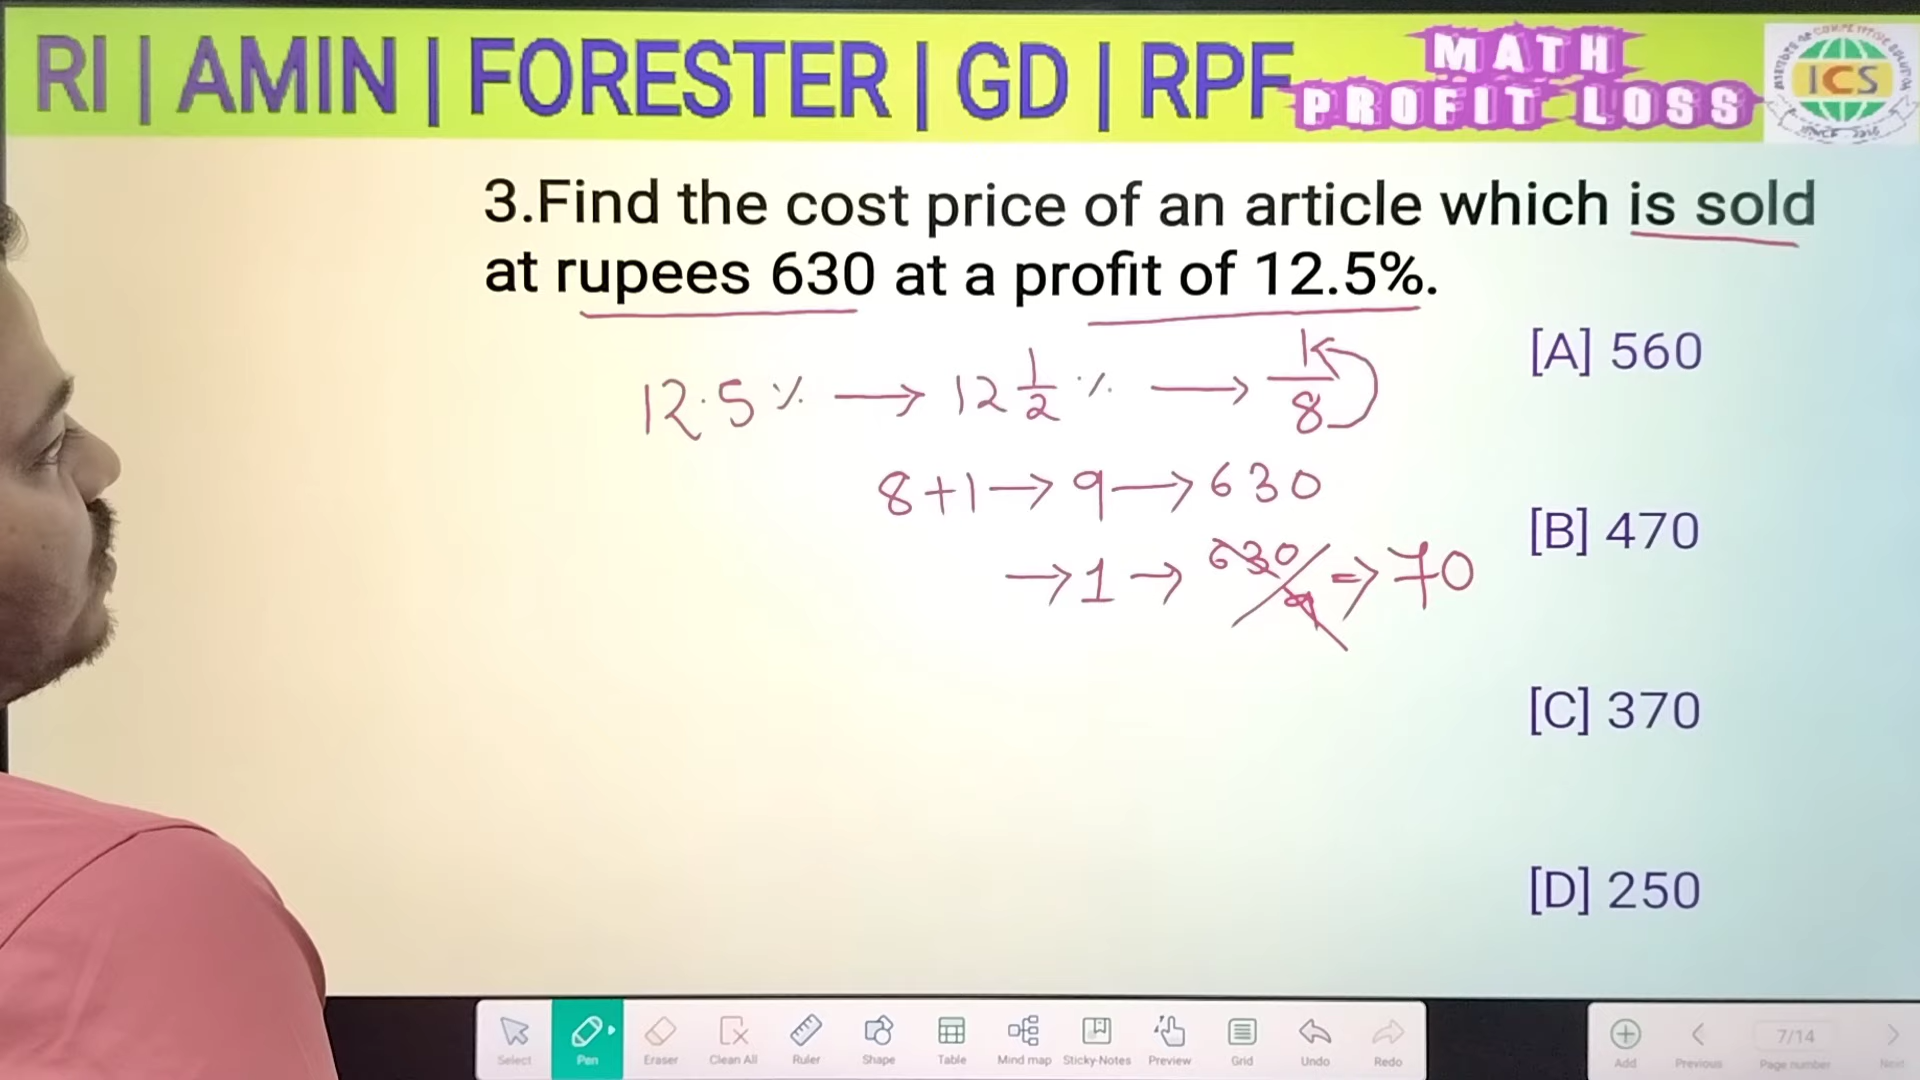 RI | AMIN | FORESTER | GD | RPF
MATH
PROFIT LOSS
ICS
3.Find the cost price of an article which is sold
at rupees 630 at a profit of 12.5%.
12.5% → 12 1/2 % → 1/8
8+1 → 9 → 630
→ 1 → 630/9 ⇒ 70
[A] 560
[B] 470
[C] 370
[D] 250
Select
Pen
Eraser
Clean All
Ruler
Shape
Table
Mind map
Sticky-Notes
Preview
Grid
Undo
Redo
Add
Previous
7/14
Page number
Next